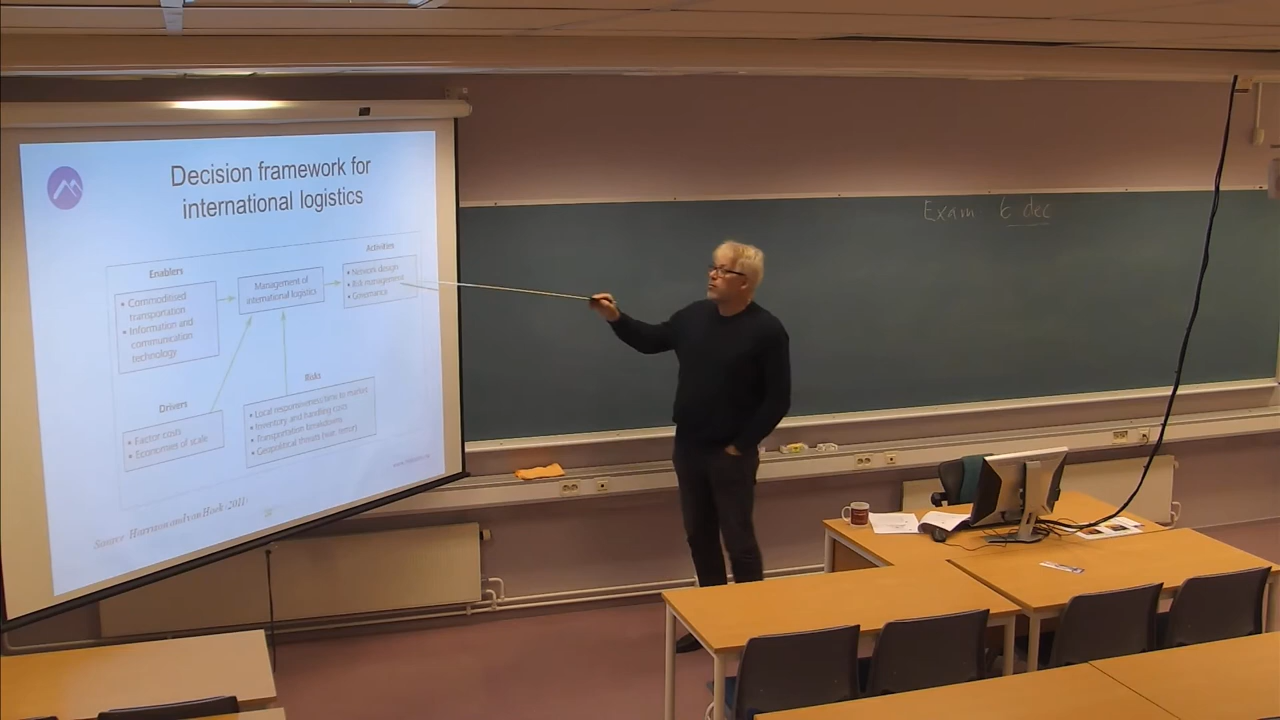 Decision framework for
international logistics
Enablers
• Commoditised
transportation
• Information and
communication
technology
Management of
international logistics
Activities
• Network design
• Risk management
• Governance
Drivers
• Factor costs
• Economies of scale
Risks
• Local responsiveness/time to market
• Inventory and handling costs
• Transportation breakdowns
• Geopolitical threats (war, terror)
Source Harrison and van Hoek (2011)
Exam 6 dec